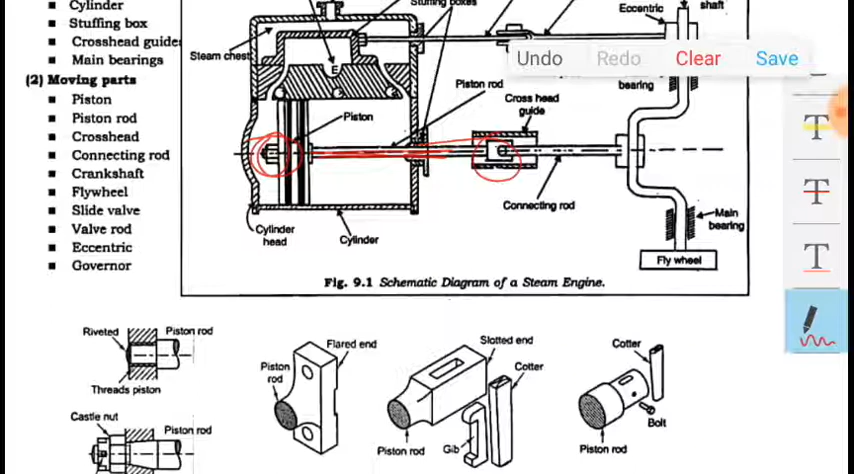 Cylinder
Stuffing box
Crosshead guide
Main bearings
(2) Moving parts
Piston
Piston rod
Crosshead
Connecting rod
Crankshaft
Flywheel
Slide valve
Valve rod
Eccentric
Governor
Stuffing boxes
Eccentric
shaft
Steam chest
Undo
Redo
Clear
Save
E
bearing
Piston rod
Cross head
guide
Piston
Connecting rod
Main
bearing
Cylinder
head
Cylinder
Fly wheel
Fig. 9.1 Schematic Diagram of a Steam Engine.
T
T
T
Riveted
Piston rod
Threads piston
Castle nut
Piston rod
Flared end
Piston
rod
Slotted end
Cotter
Piston rod
Gib
Cotter
Bolt
Piston rod